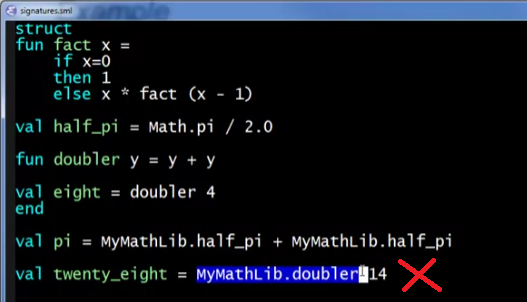 signatures.sml
struct
fun fact x =
    if x=0
    then 1
    else x * fact (x - 1)
val half_pi = Math.pi / 2.0
fun doubler y = y + y
val eight = doubler 4
end
val pi = MyMathLib.half_pi + MyMathLib.half_pi
val twenty_eight = MyMathLib.doubler 14